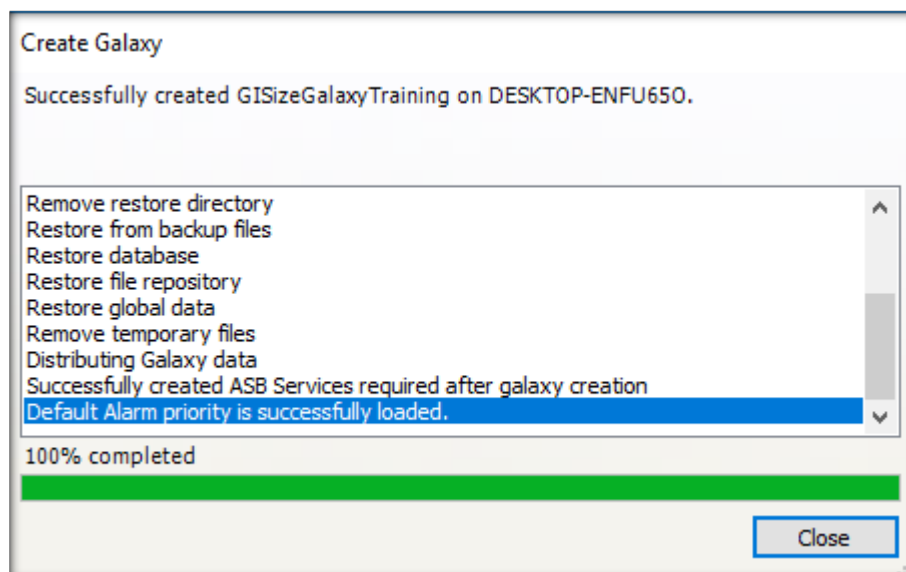 Create Galaxy
Successfully created GISizeGalaxyTraining on DESKTOP-ENFU65O.
Remove restore directory
Restore from backup files
Restore database
Restore file repository
Restore global data
Remove temporary files
Distributing Galaxy data
Successfully created ASB Services required after galaxy creation
Default Alarm priority is successfully loaded.
100% completed
Close